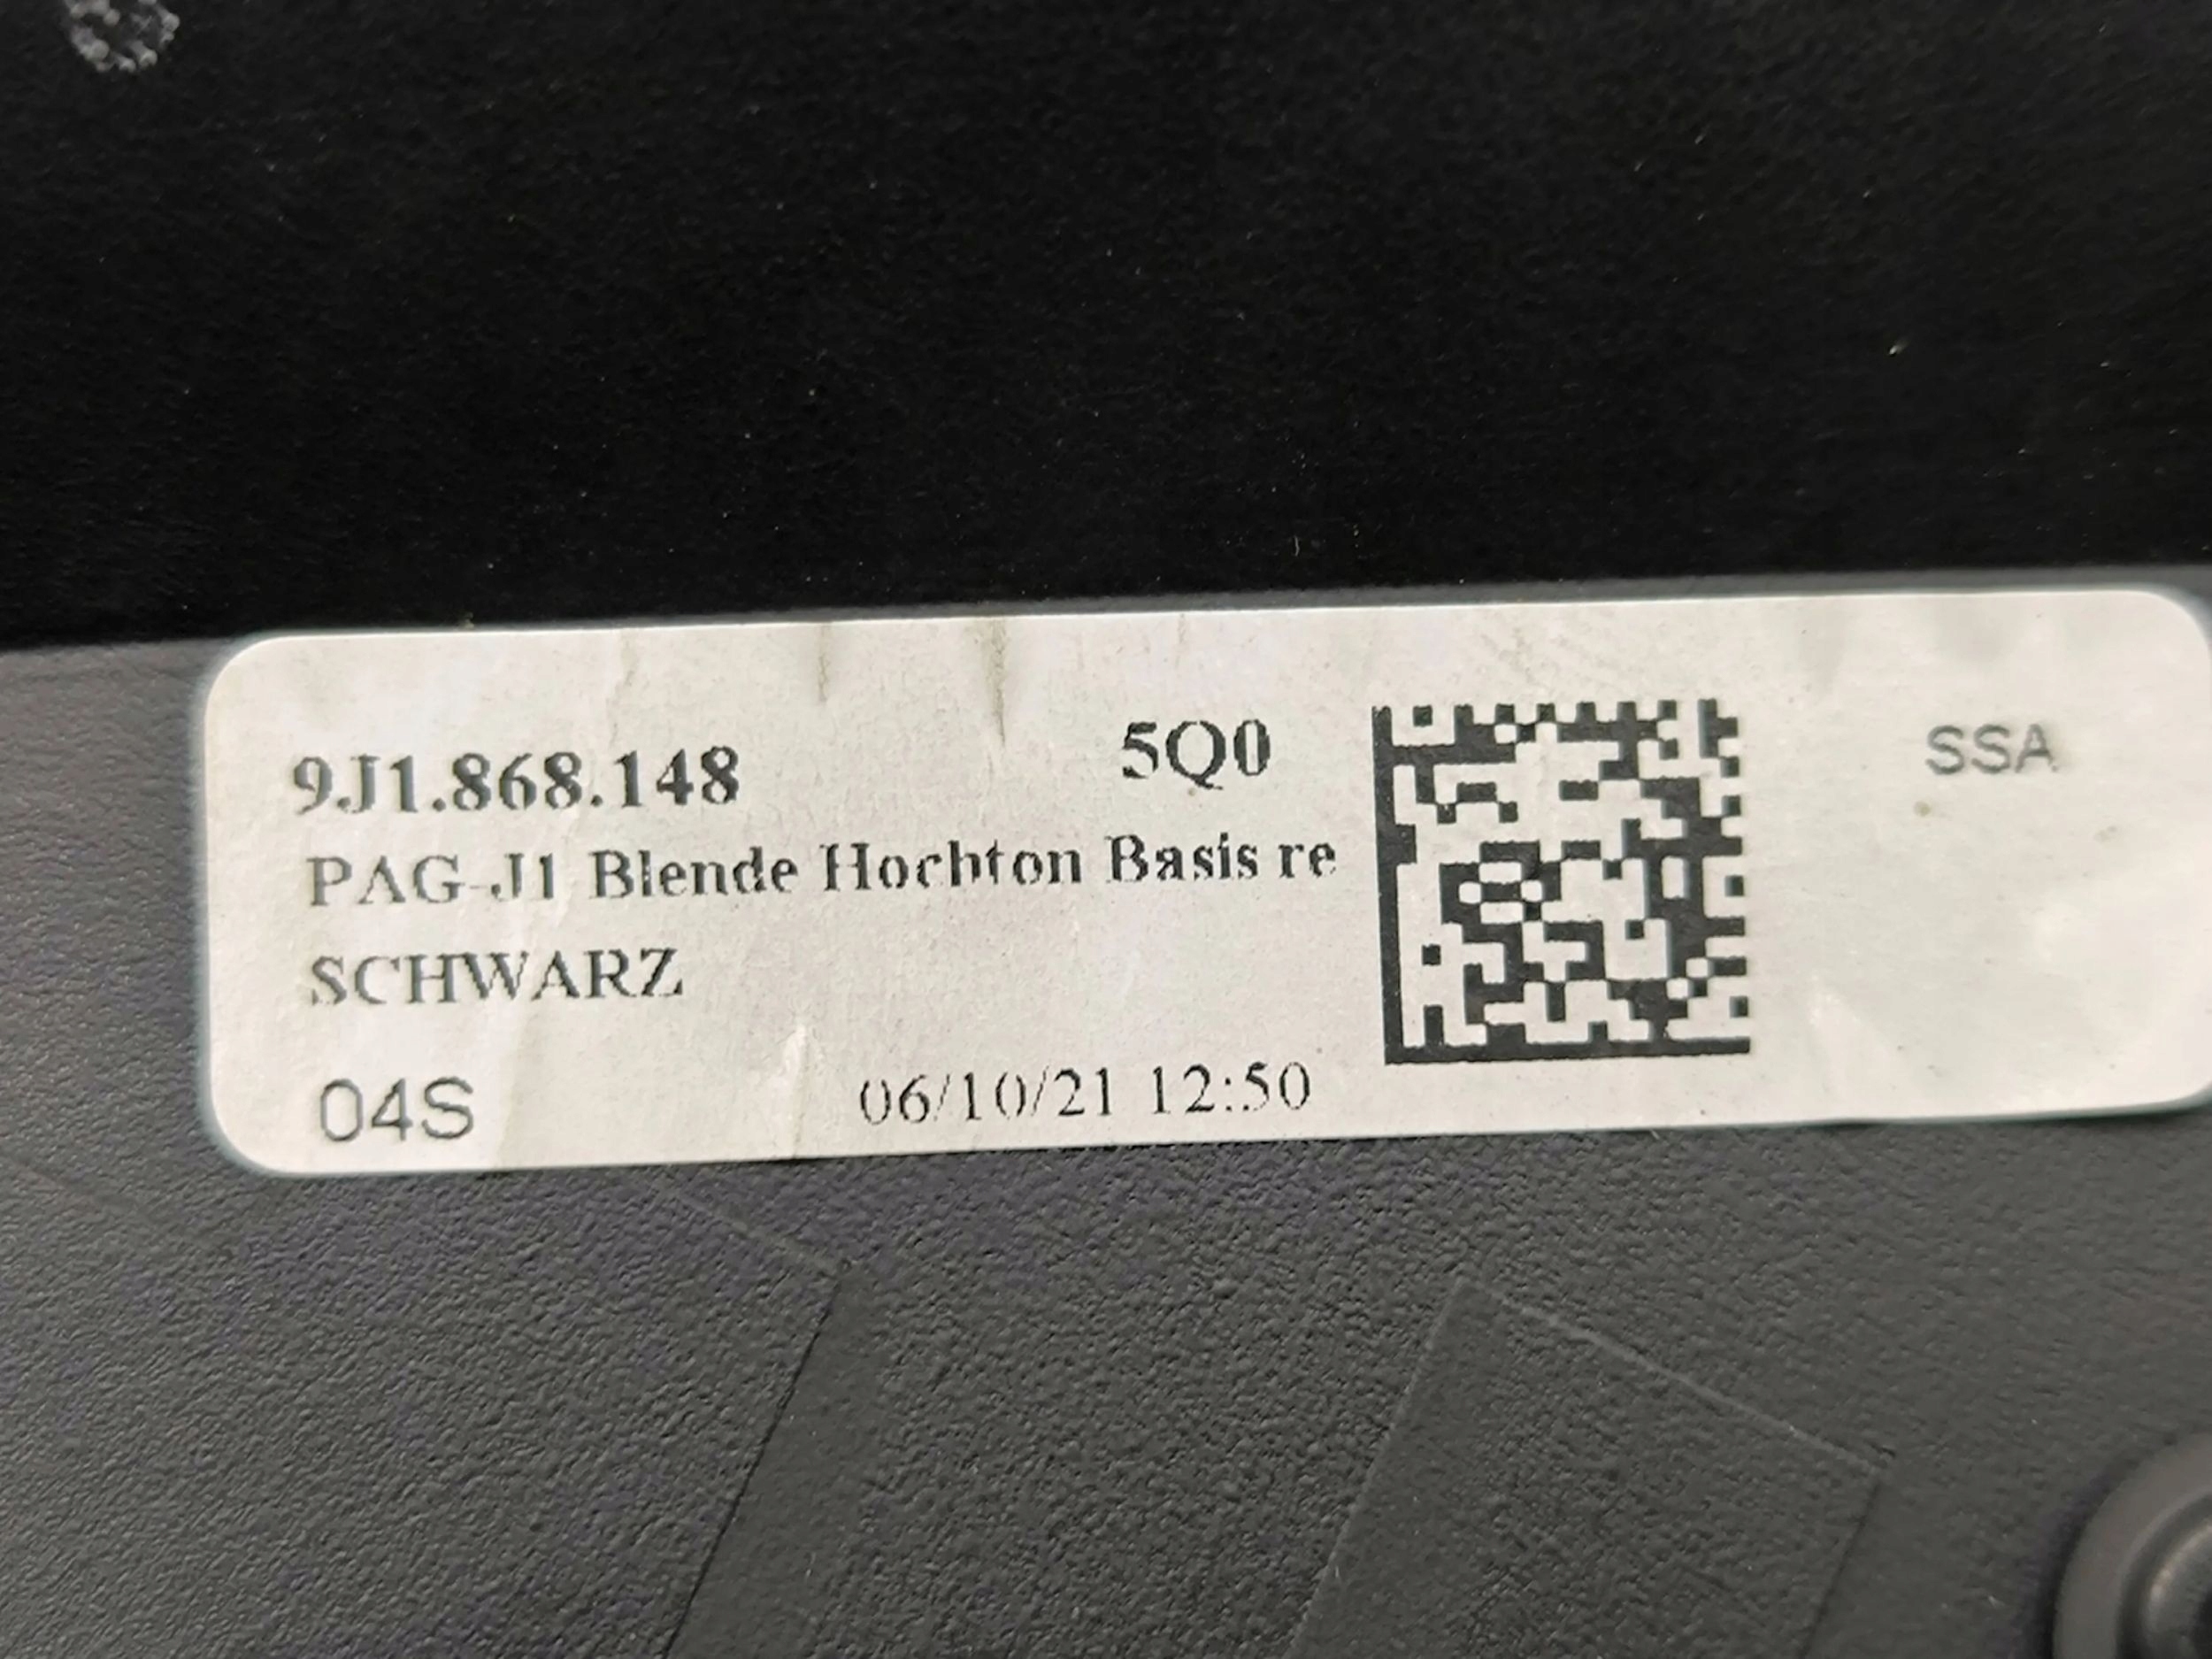 9J1.868.148 5Q0 SSA
PAG-J1 Blende Hochton Basis re
SCHWARZ
04S 06/10/21 12:50